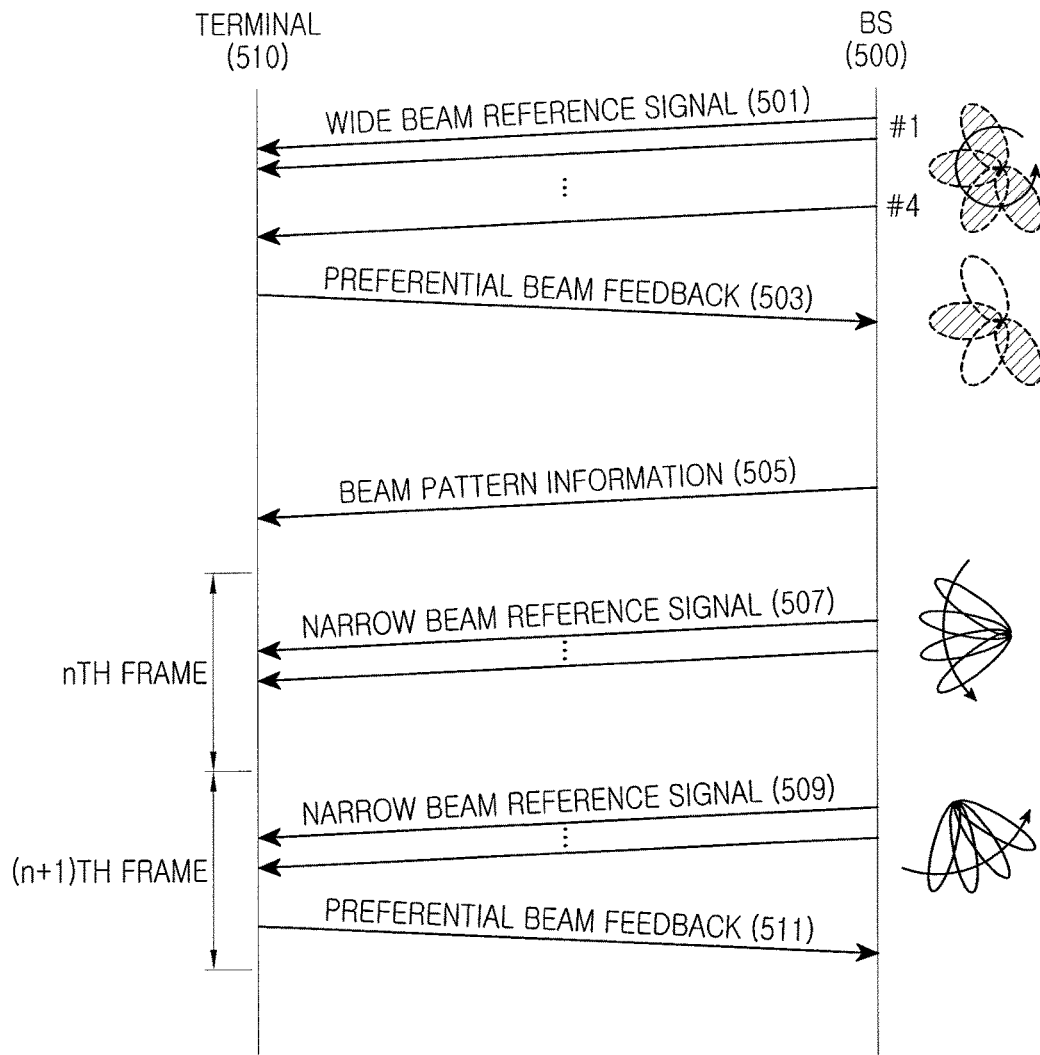 TERMINAL
(510)
BS
(500)
WIDE BEAM REFERENCE SIGNAL (501)
#1
#4
PREFERENTIAL BEAM FEEDBACK (503)
BEAM PATTERN INFORMATION (505)
NARROW BEAM REFERENCE SIGNAL (507)
nTH FRAME
NARROW BEAM REFERENCE SIGNAL (509)
(n+1)TH FRAME
PREFERENTIAL BEAM FEEDBACK (511)